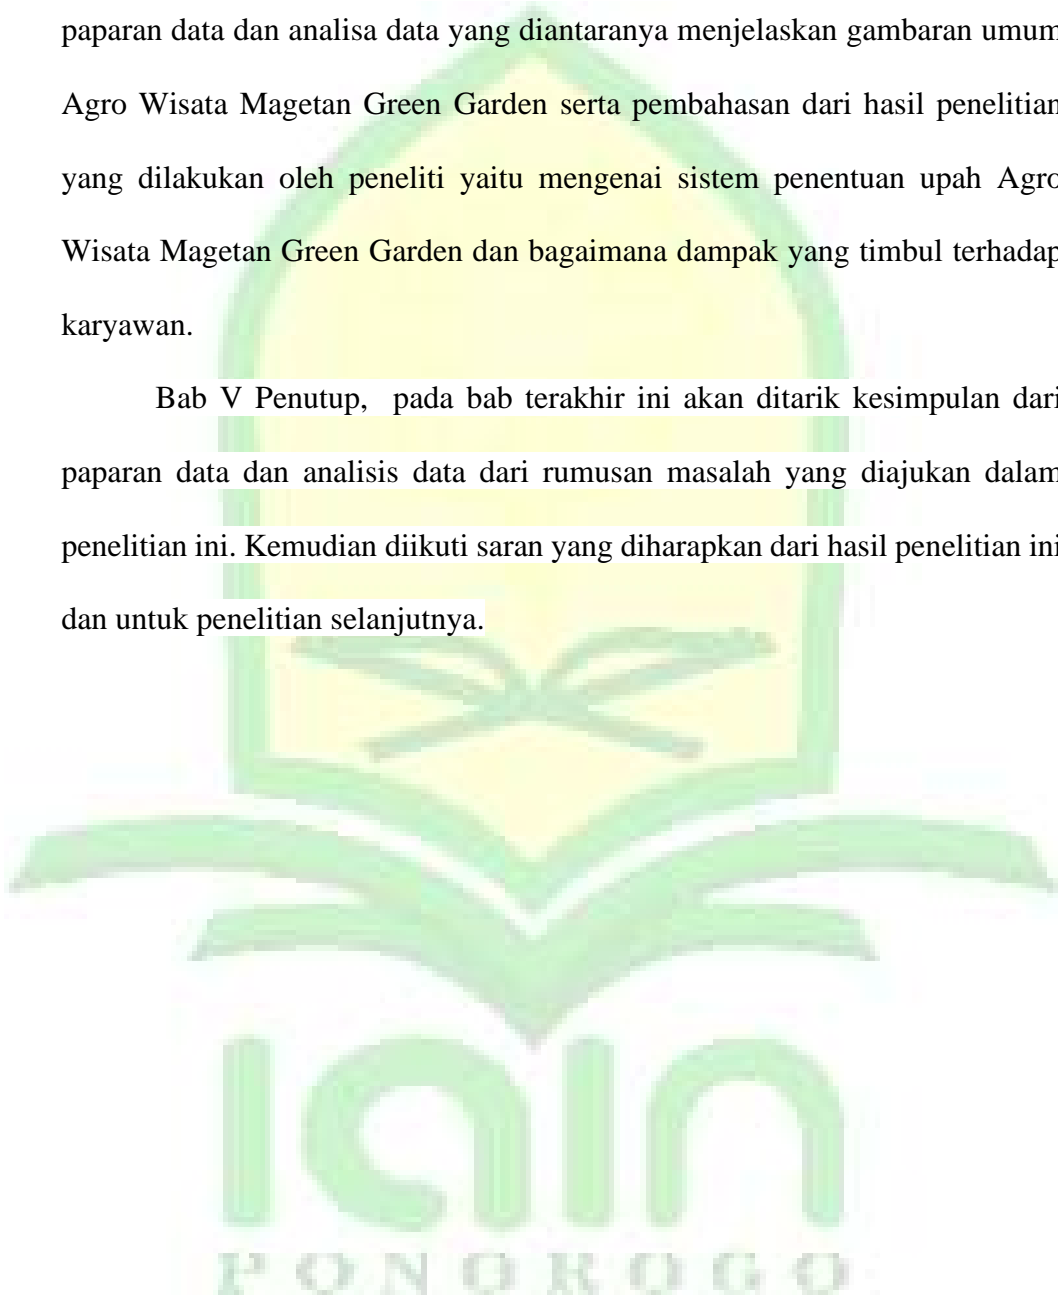 paparan data dan analisa data yang diantaranya menjelaskan gambaran umum
Agro Wisata Magetan Green Garden serta pembahasan dari hasil penelitian
yang dilakukan oleh peneliti yaitu mengenai sistem penentuan upah Agro
Wisata Magetan Green Garden dan bagaimana dampak yang timbul terhadap
karyawan.
Bab V Penutup, pada bab terakhir ini akan ditarik kesimpulan dari
paparan data dan analisis data dari rumusan masalah yang diajukan dalam
penelitian ini. Kemudian diikuti saran yang diharapkan dari hasil penelitian ini
dan untuk penelitian selanjutnya.
iain
PONOROGO